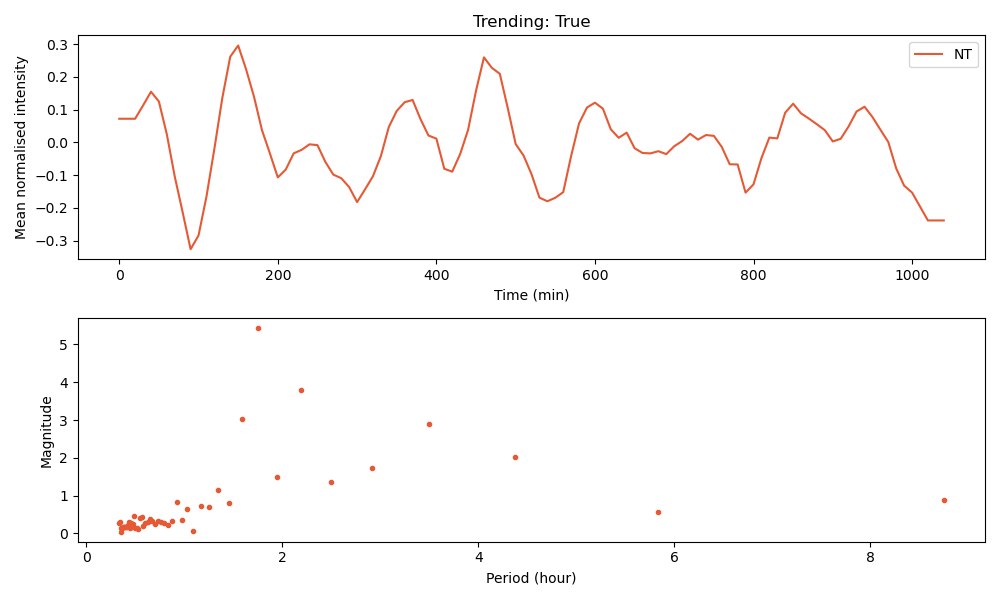 Trending: True
Mean normalised intensity
0.3
0.2
0.1
0.0
−0.1
−0.2
−0.3
NT
0 200 400 600 800 1000
Time (min)
Magnitude
5
4
3
2
1
0
0 2 4 6 8
Period (hour)